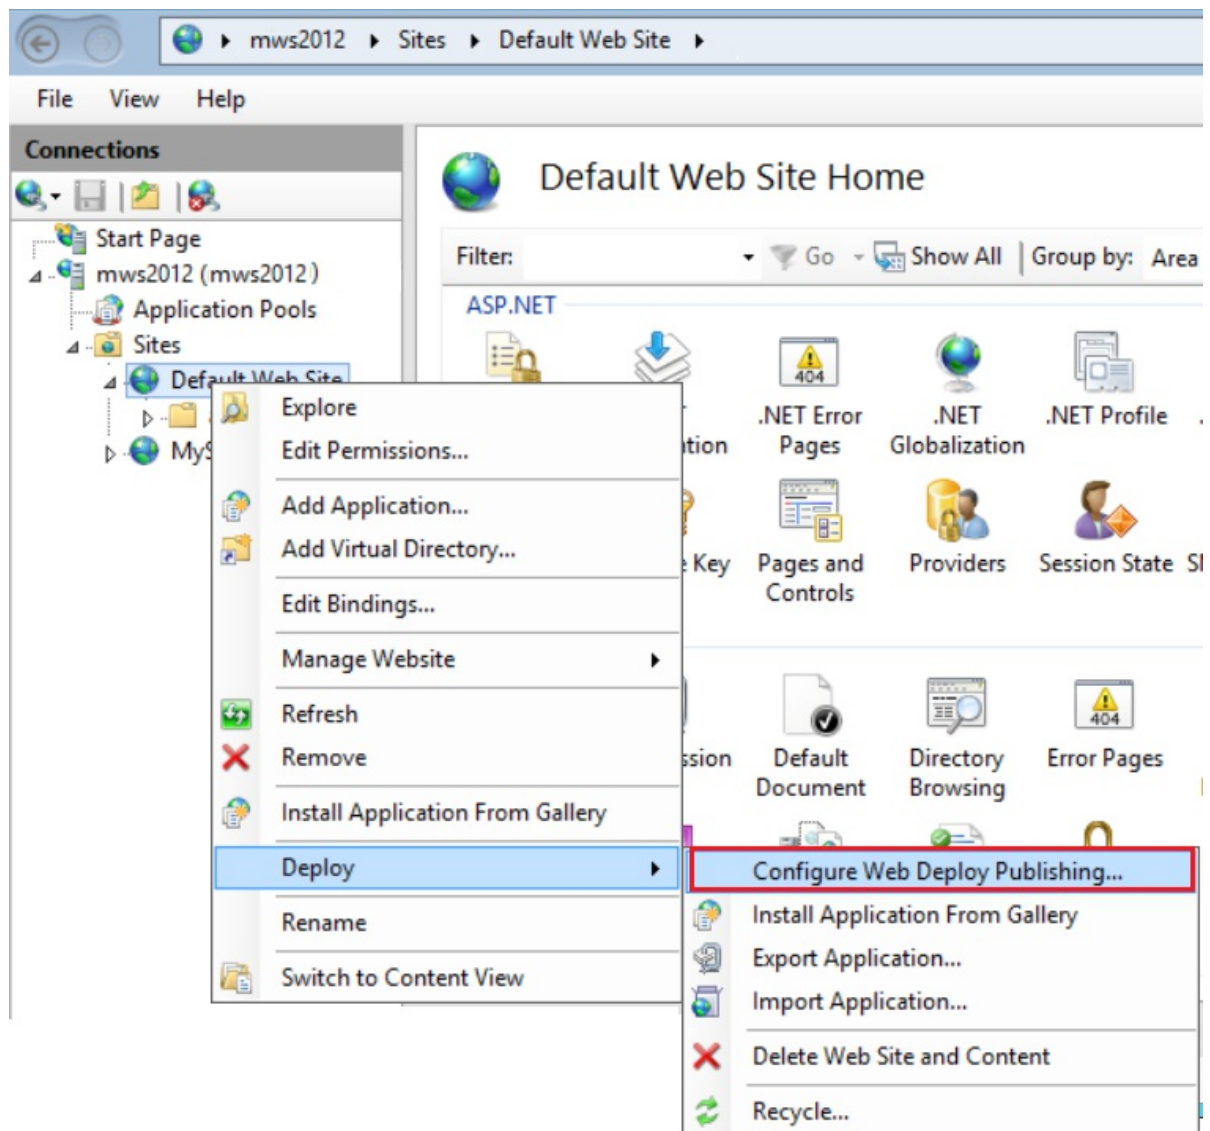 mws2012 Sites Default Web Site
File View Help
Connections
Default Web Site Home
Start Page
Filter: Go Show All Group by: Area
mws2012 (mws2012)
ASP.NET
Application Pools
Sites
Default Web Site
Explore
.NET Error Pages
.NET Globalization
.NET Profile
404
Edit Permissions...
Add Application...
Add Virtual Directory...
Key
Pages and Controls
Providers
Session State
Edit Bindings...
Manage Website
Refresh
Remove
Default Document
Directory Browsing
Error Pages
404
Install Application From Gallery
Deploy
Configure Web Deploy Publishing...
Install Application From Gallery
Rename
Export Application...
Switch to Content View
Import Application...
Delete Web Site and Content
Recycle...